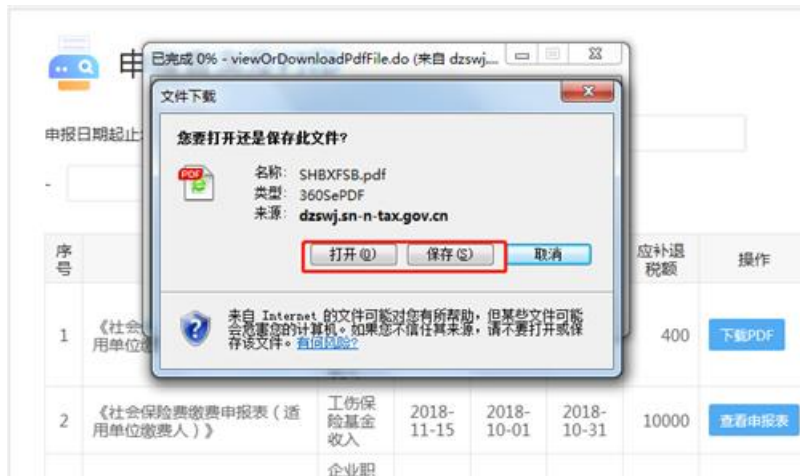 申
已完成 0% - viewOrDownloadPdfFile.do (来自 dzswj....
文件下载
申报日期起止
您要打开还是保存此文件?
-
名称: SHBXFSB.pdf
类型: 360SePDF
来源: dzswj.sn-n-tax.gov.cn
打开(O) 保存(S) 取消
序号
应补退税额
操作
来自 Internet 的文件可能对您有所帮助，但某些文件可能
会危害您的计算机。如果您不信任其来源，请不要打开或保
存该文件。有何风险?
1
《社会
用单位缴
400
下载PDF
2
《社会保险费缴费申报表（适
用单位缴费人）》
工伤保
险基金
收入
2018-
11-15
2018-
10-01
2018-
10-31
10000
查看申报表
企业职